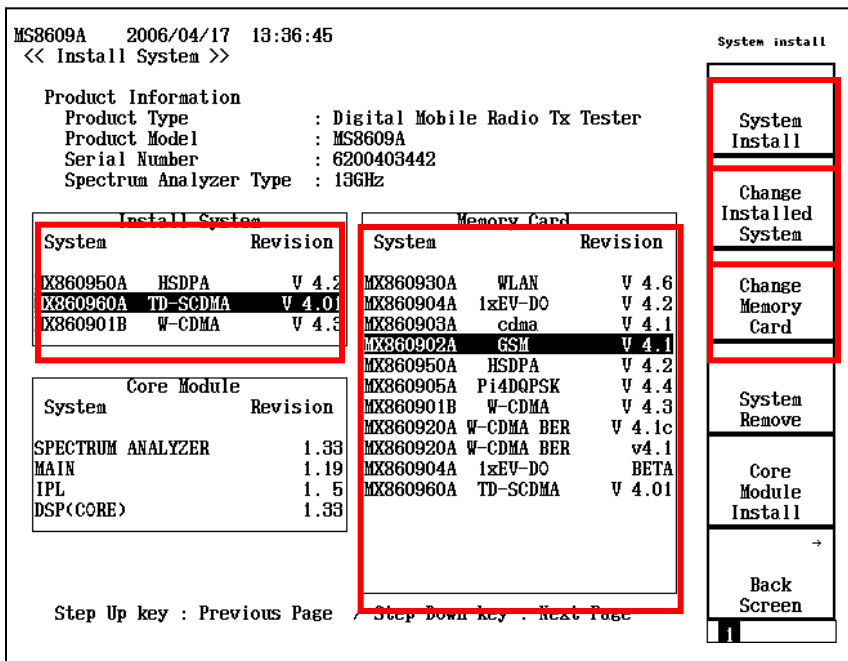 MS8609A 2006/04/17 13:36:45
<< Install System >>
System install
Product Information
Product Type : Digital Mobile Radio Tx Tester
Product Model : MS8609A
Serial Number : 6200403442
Spectrum Analyzer Type : 13GHz
Install System
System Revision
MX860950A HSDPA V 4.2
MX860960A TD-SCDMA V 4.01
MX860901B W-CDMA V 4.3
Core Module
System Revision
SPECTRUM ANALYZER 1.33
MAIN 1.19
IPL 1. 5
DSP(CORE) 1.33
Memory Card
System Revision
MX860930A WLAN V 4.6
MX860904A 1xEV-DO V 4.2
MX860903A cdma V 4.1
MX860902A GSM V 4.1
MX860950A HSDPA V 4.2
MX860905A Pi4DQPSK V 4.4
MX860901B W-CDMA V 4.3
MX860920A W-CDMA BER V 4.1c
MX860920A W-CDMA BER v4.1
MX860904A 1xEV-DO BETA
MX860960A TD-SCDMA V 4.01
Step Up key : Previous Page / Step Down key : Next Page
System
Install
Change
Installed
System
Change
Memory
Card
System
Remove
Core
Module
Install
→
Back
Screen
1